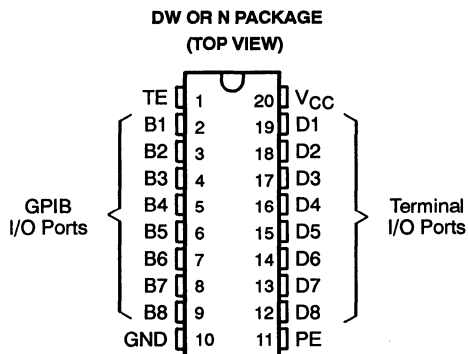 DW OR N PACKAGE
(TOP VIEW)
TE 1 20 VCC
B1 2 19 D1
B2 3 18 D2
B3 4 17 D3
B4 5 16 D4
B5 6 15 D5
B6 7 14 D6
B7 8 13 D7
B8 9 12 D8
GND 10 11 PE
GPIB
I/O Ports
Terminal
I/O Ports